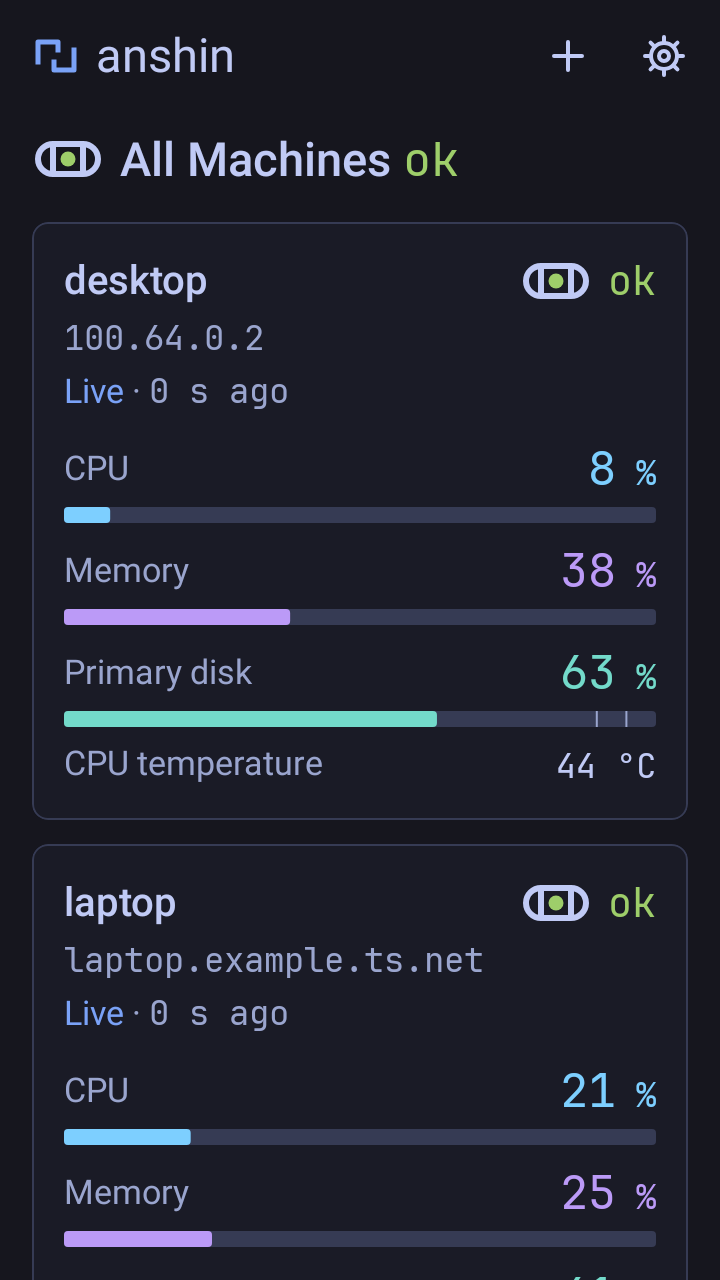 anshin
All Machines ok
desktop ok
100.64.0.2
Live · 0 s ago
CPU 8 %
Memory 38 %
Primary disk 63 %
CPU temperature 44 °C
laptop ok
laptop.example.ts.net
Live · 0 s ago
CPU 21 %
Memory 25 %